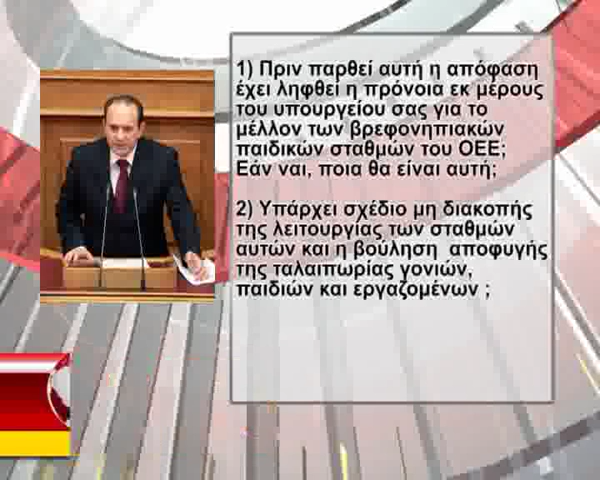 1) Πριν παρθεί αυτή η απόφαση
έχει ληφθεί η πρόνοια εκ μέρους
του υπουργείου σας για το
μέλλον των βρεφονηπιακών
παιδικών σταθμών του ΟΕΕ;
Εάν ναι, ποια θα είναι αυτή;
2) Υπάρχει σχέδιο μη διακοπής
της λειτουργίας των σταθμών
αυτών και η βούληση αποφυγής
της ταλαιπωρίας γονιών,
παιδιών και εργαζομένων ;